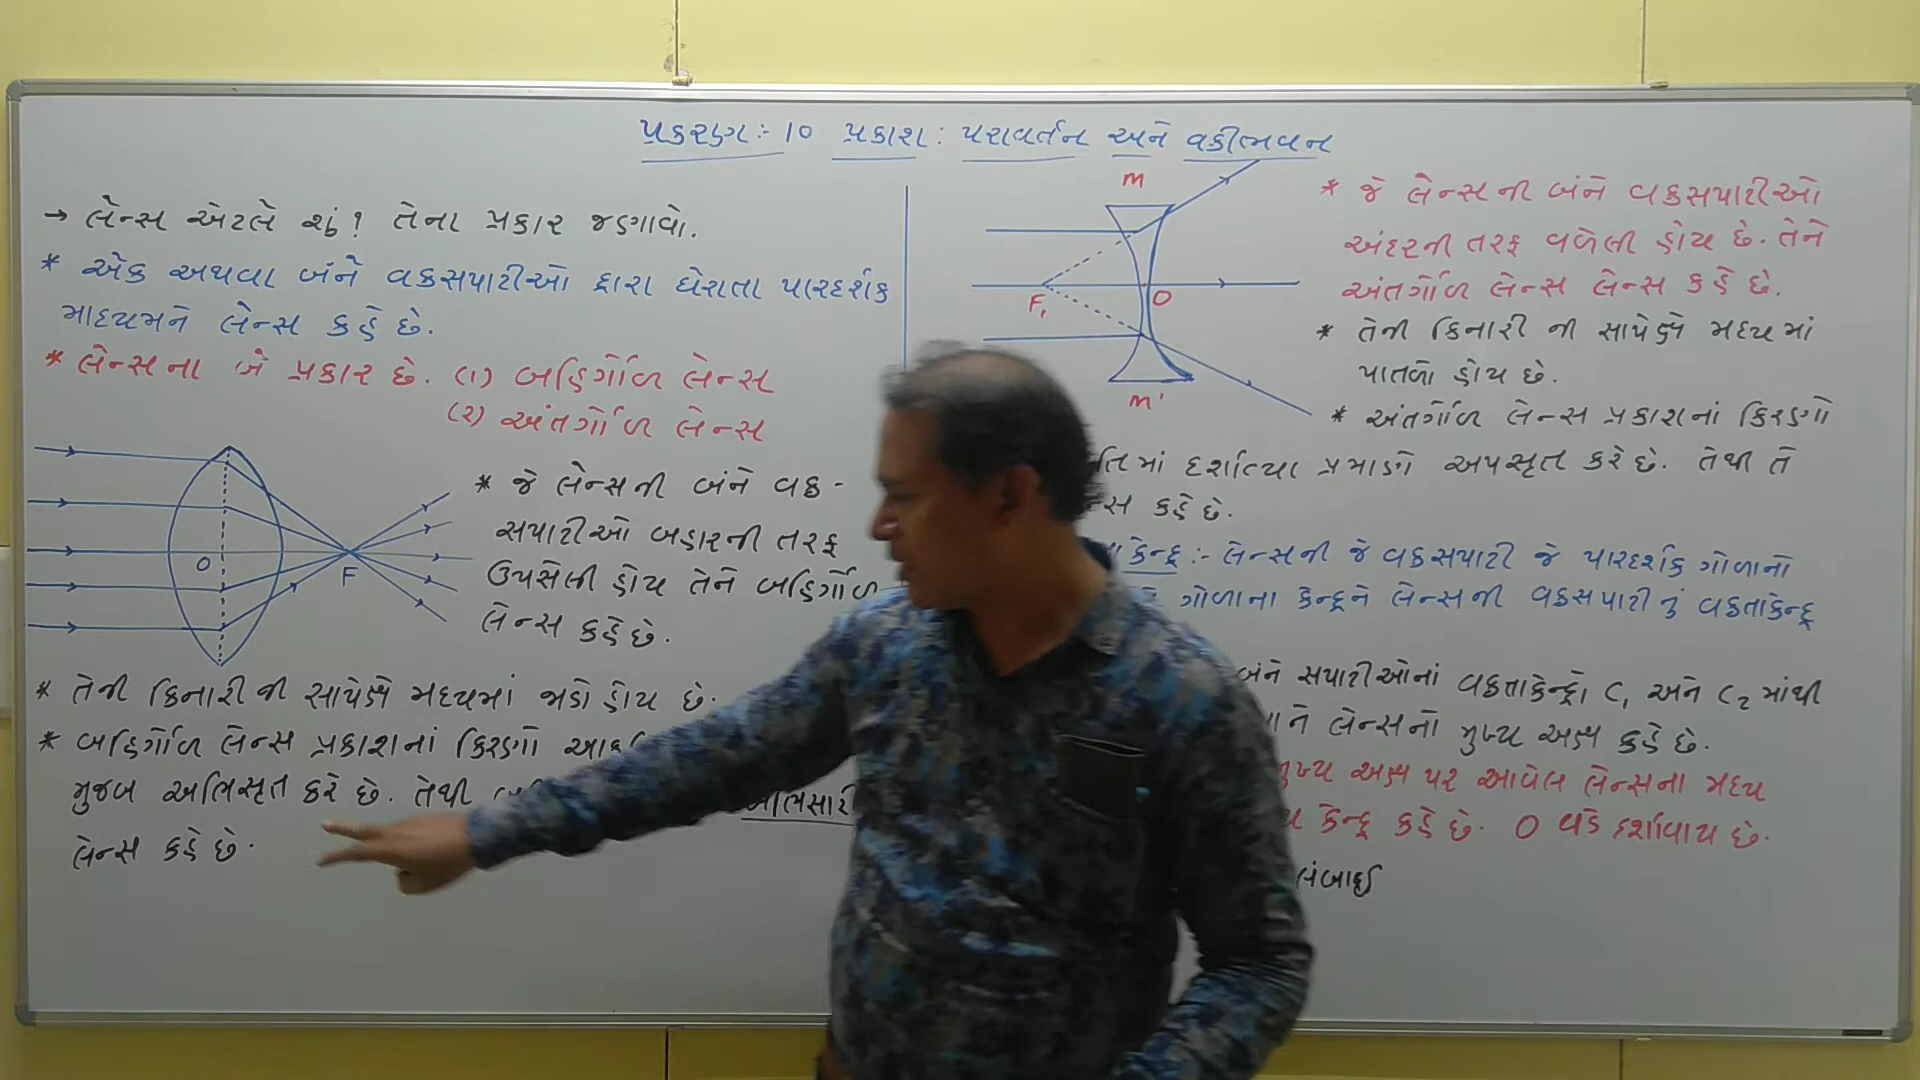 પ્રકરણ :- 10 પ્રકાશ : પરાવર્તન અને વક્રીભવન
→ લેન્સ એટલે શું? તેના પ્રકાર જણાવો.
* એક અથવા બંને વક્રસપાટીઓ દ્વારા ઘેરાતા પારદર્શક
માધ્યમને લેન્સ કહે છે.
* લેન્સના બે પ્રકાર છે. (૧) બહિર્ગોળ લેન્સ
(૨) અંતર્ગોળ લેન્સ
O
F
* જે લેન્સની બંને વક્ર-
સપાટીઓ બહારની તરફ
ઉપસેલી હોય તેને બહિર્ગોળ
લેન્સ કહે છે.
* તેની કિનારી ની સાપેક્ષે મધ્યમાં જાડો હોય છે.
* બહિર્ગોળ લેન્સ પ્રકાશનાં કિરણો
મુજબ અભિસૃત કરે છે. તેથી અભિસારી
લેન્સ કહે છે.
M
F₁
O
M'
* જે લેન્સ ની બંને વક્રસપાટીઓ
અંદરની તરફ વળેલી હોય છે. તેને
અંતર્ગોળ લેન્સ લેન્સ કહે છે.
* તેની કિનારી ની સાપેક્ષે મધ્ય માં
પાતળો હોય છે.
* અંતર્ગોળ લેન્સ પ્રકાશનાં કિરણો
દર્શાવ્યા પ્રમાણે અપસૃત કરે છે. તેથી તે
કહે છે.
કેન્દ્ર :- લેન્સની જે વક્રસપાટી જે પારદર્શક ગોળાનો
ગોળાના કેન્દ્રને લેન્સની વક્રસપાટી નું વક્રતાકેન્દ્ર
બંને સપાટીઓનાં વક્રતાકેન્દ્રો C₁ અને C₂ માંથી
લેન્સનો મુખ્ય અક્ષ કહે છે.
મુખ્ય અક્ષ પર આવેલ લેન્સના મધ્ય
કેન્દ્ર કહે છે. O વડે દર્શાવાય છે.
લંબાઈ